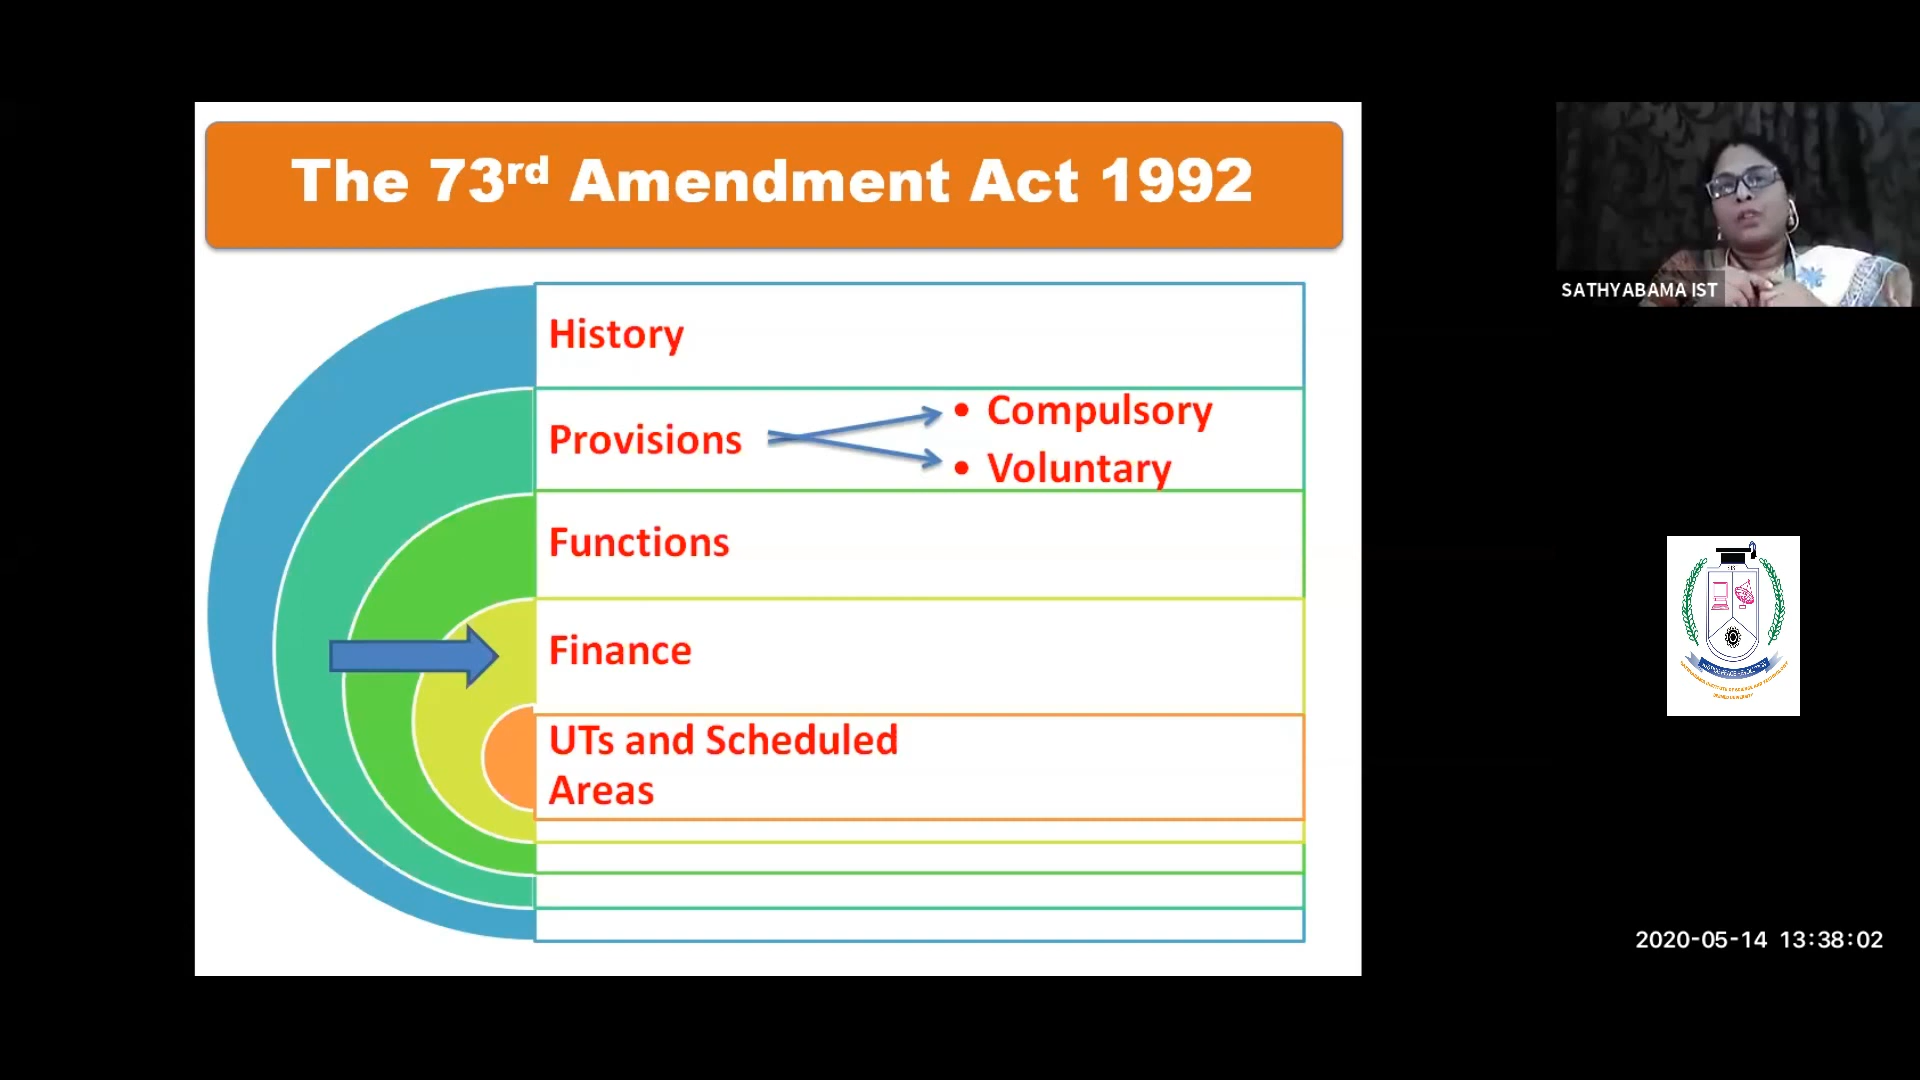 The 73rd Amendment Act 1992
History
Provisions
• Compulsory
• Voluntary
Functions
Finance
UTs and Scheduled
Areas
SATHYABAMA IST
2020-05-14 13:38:02